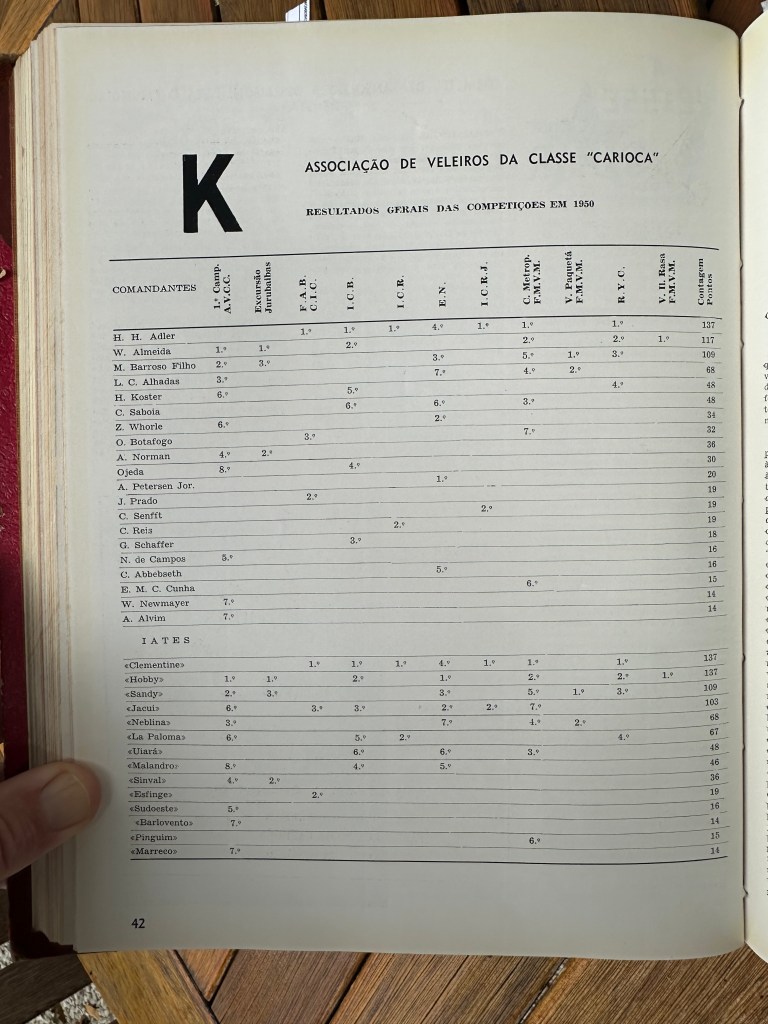 K
ASSOCIAÇÃO DE VELEIROS DA CLASSE "CARIOCA"
RESULTADOS GERAIS DAS COMPETIÇÕES EM 1950
COMANDANTES 1.º Camp. A.V.C.C. Excursão Jurubaibas F.A.B. C.I.C. I.C.B. I.C.R. E.N. I.C.R.J. C. Metrop. F.M.V.M. V. Paquetá F.M.V.M. R.Y.C. V. Il. Rasa F.M.V.M. Contagem Pontos
H. H. Adler 1.º 1.º 1.º 4.º 1.º 1.º 1.º 137
W. Almeida 1.º 1.º 2.º 2.º 2.º 1.º 117
M. Barroso Filho 2.º 3.º 3.º 5.º 1.º 3.º 109
L. C. Alhadas 3.º 7.º 4.º 2.º 68
H. Koster 6.º 5.º 4.º 48
C. Saboia 6.º 6.º 3.º 48
Z. Whorle 6.º 2.º 34
O. Botafogo 3.º 7.º 32
A. Norman 4.º 2.º 36
Ojeda 8.º 4.º 30
A. Petersen Jor. 1.º 20
J. Prado 2.º 19
C. Senfft 2.º 19
C. Reis 2.º 19
G. Schaffer 3.º 18
N. de Campos 5.º 16
C. Abbebseth 5.º 16
E. M. C. Cunha 6.º 15
W. Newmayer 7.º 14
A. Alvim 7.º 14
IATES
«Clementine» 1.º 1.º 1.º 4.º 1.º 1.º 1.º 137
«Hobby» 1.º 1.º 2.º 1.º 2.º 2.º 1.º 137
«Sandy» 2.º 3.º 3.º 5.º 1.º 3.º 109
«Jacui» 6.º 3.º 3.º 2.º 2.º 7.º 103
«Neblina» 3.º 7.º 4.º 2.º 68
«La Paloma» 6.º 5.º 2.º 4.º 67
«Uiará» 6.º 6.º 3.º 48
«Malandro» 8.º 4.º 5.º 46
«Sinval» 4.º 2.º 36
«Esfinge» 2.º 19
«Sudoeste» 5.º 16
«Barlovento» 7.º 14
«Pinguim» 6.º 15
«Marreco» 7.º 14
42